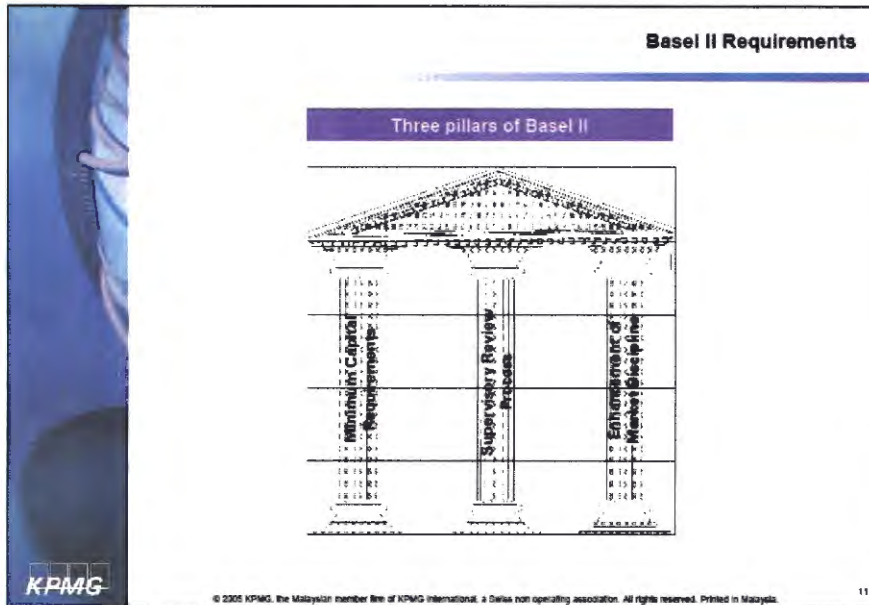 Basel II Requirements
Three pillars of Basel II
Minimum Capital
Requirements
Supervisory Review
Process
Enhancement of
Market Discipline
KPMG
© 2005 KPMG, the Malaysian member firm of KPMG International, a Swiss non operating association. All rights reserved. Printed in Malaysia.
11